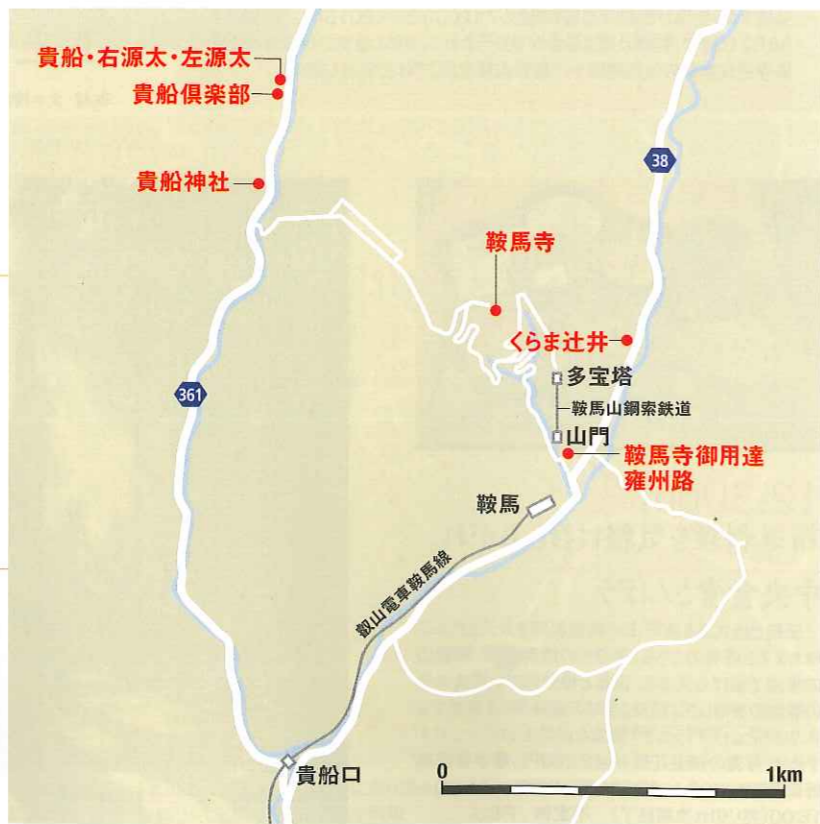 貴船・右源太・左源太
貴船倶楽部
貴船神社
38
鞍馬寺
くらま辻井
361
多宝塔
鞍馬山鋼索鉄道
山門
鞍馬寺御用達
雍州路
鞍馬
叡山電車鞍馬線
貴船口
0
1km